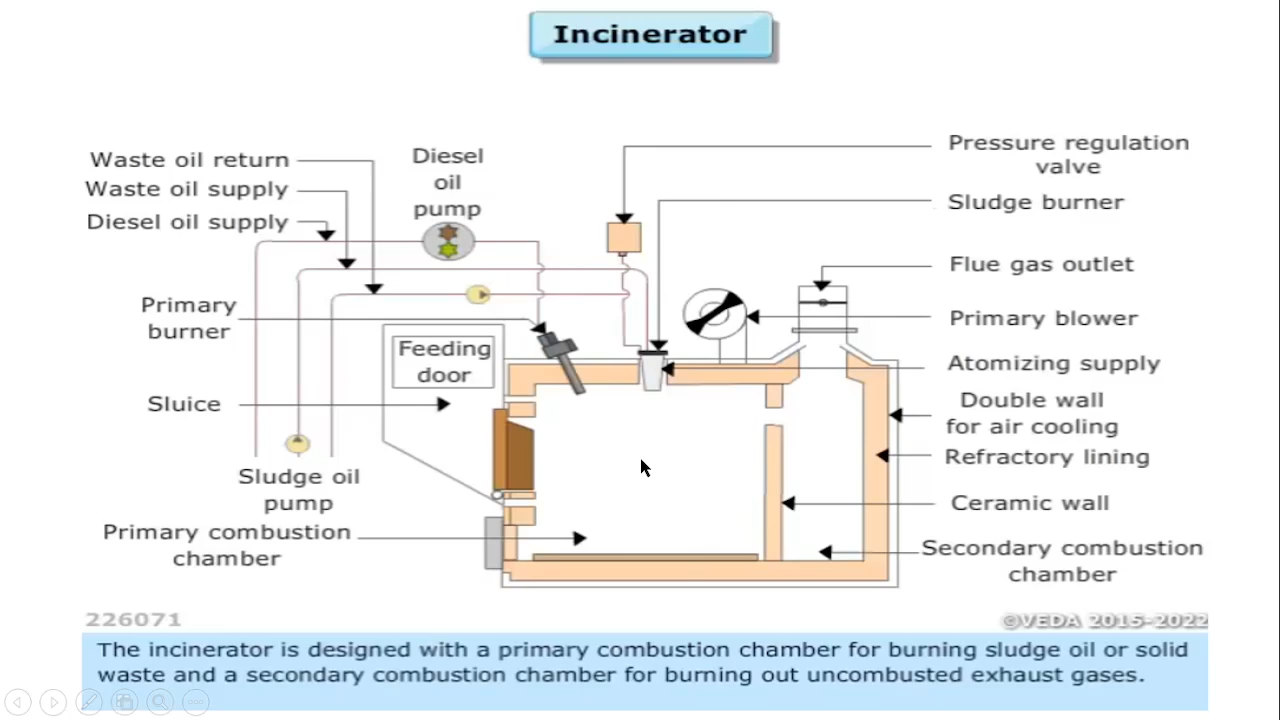 Incinerator
Waste oil return
Waste oil supply
Diesel oil supply
Diesel
oil
pump
Primary
burner
Feeding
door
Sluice
Sludge oil
pump
Primary combustion
chamber
Pressure regulation
valve
Sludge burner
Flue gas outlet
Primary blower
Atomizing supply
Double wall
for air cooling
Refractory lining
Ceramic wall
Secondary combustion
chamber
226071
©VEDA 2015-2022
The incinerator is designed with a primary combustion chamber for burning sludge oil or solid
waste and a secondary combustion chamber for burning out uncombusted exhaust gases.